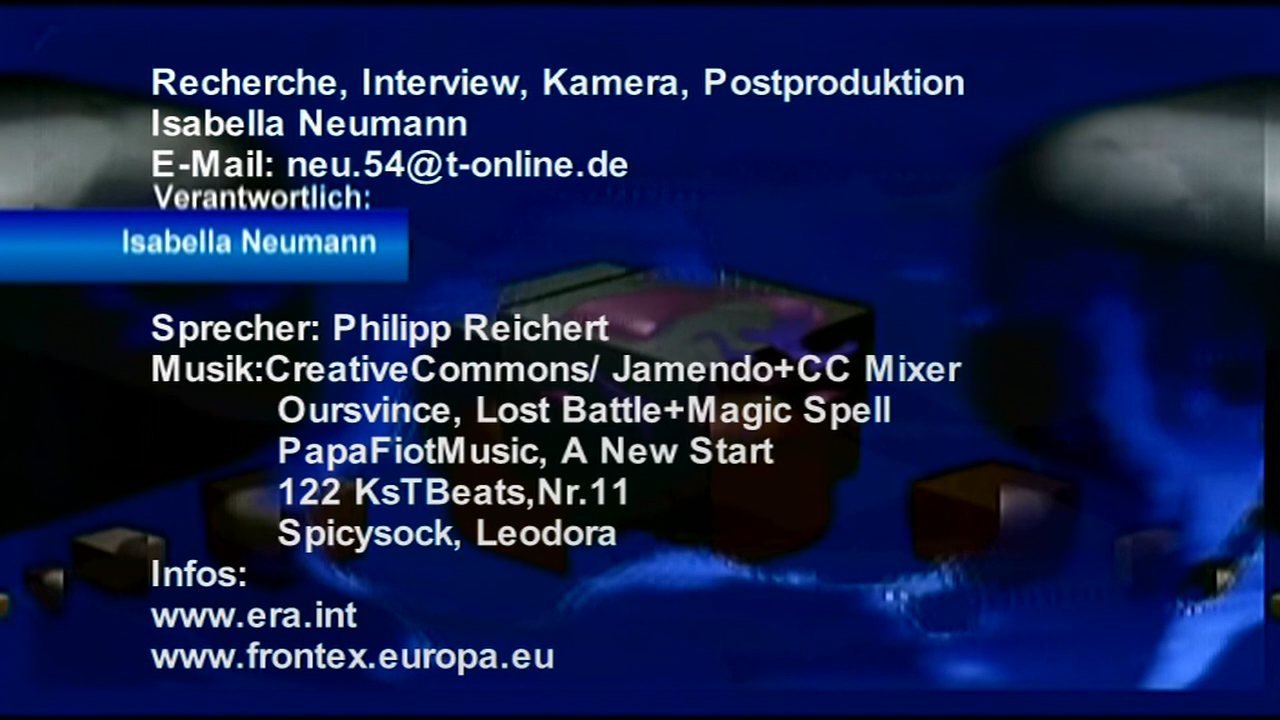 Recherche, Interview, Kamera, Postproduktion
Isabella Neumann
E-Mail: neu.54@t-online.de
Verantwortlich:
Isabella Neumann
Sprecher: Philipp Reichert
Musik:CreativeCommons/ Jamendo+CC Mixer
Oursvince, Lost Battle+Magic Spell
PapaFiotMusic, A New Start
122 KsTBeats,Nr.11
Spicysock, Leodora
Infos:
www.era.int
www.frontex.europa.eu